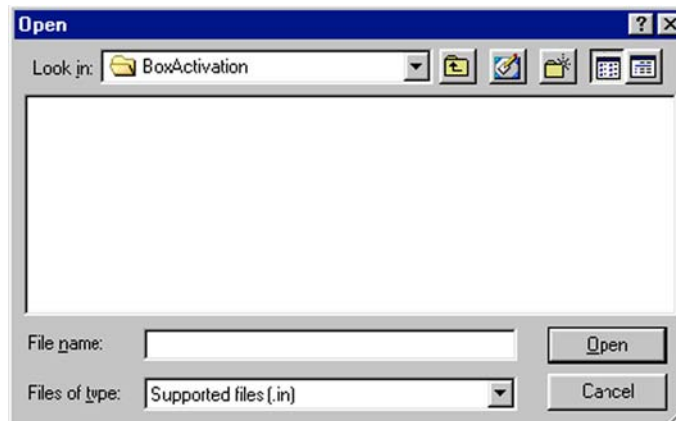 Open
Look in: BoxActivation
File name: Open
Files of type: Supported files (.in) Cancel